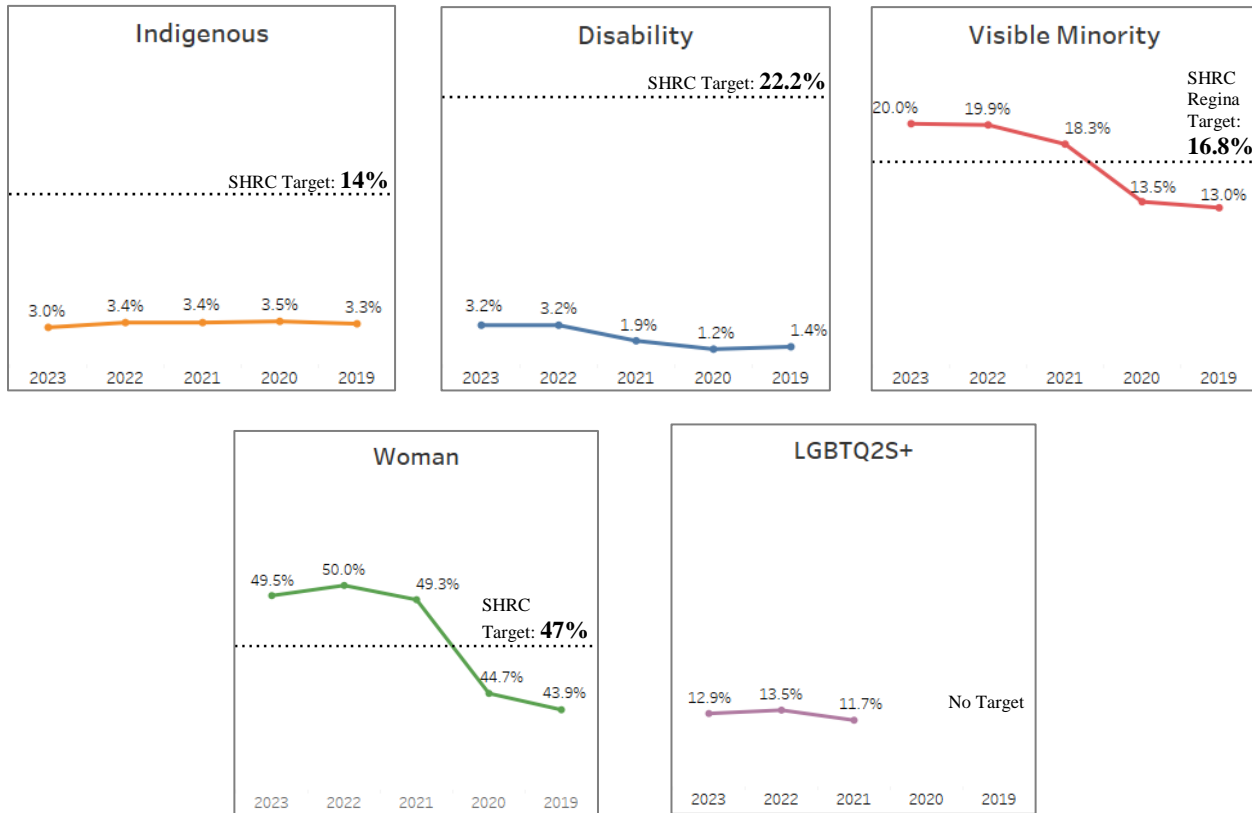 Indigenous
SHRC Target: 14%
3.0%
3.4%
3.4%
3.5%
3.3%
2023 2022 2021 2020 2019
Disability
SHRC Target: 22.2%
3.2%
3.2%
1.9%
1.2%
1.4%
2023 2022 2021 2020 2019
Visible Minority
SHRC
Regina
Target:
16.8%
20.0%
19.9%
18.3%
13.5%
13.0%
2023 2022 2021 2020 2019
Woman
49.5%
50.0%
49.3%
SHRC
Target: 47%
44.7%
43.9%
2023 2022 2021 2020 2019
LGBTQ2S+
12.9%
13.5%
11.7%
No Target
2023 2022 2021 2020 2019